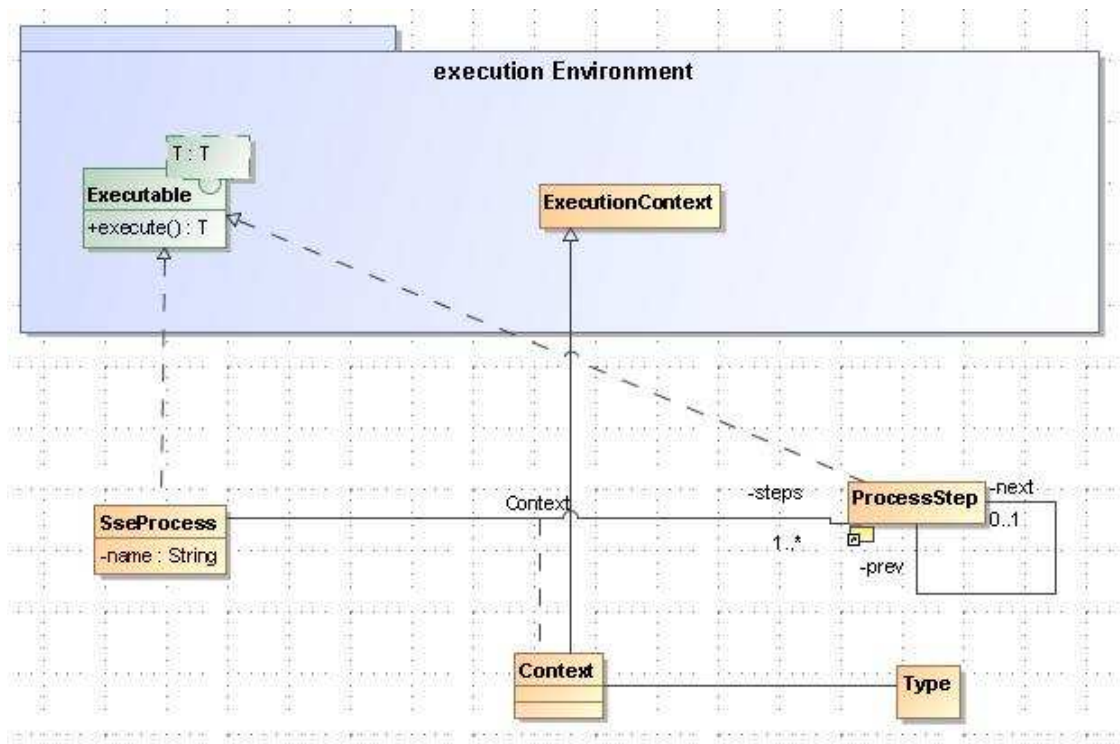 execution Environment
T : T
Executable
+execute() : T
ExecutionContext
SseProcess
-name : String
Context
-steps
1..*
ProcessStep
-next
0..1
-prev
Context
Type